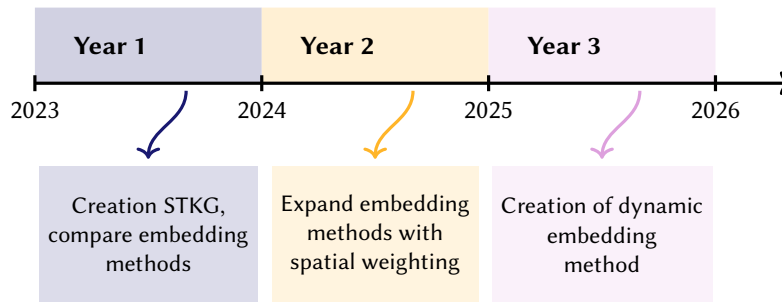 Year 1
Year 2
Year 3
2023
2024
2025
2026
Creation STKG,
compare embedding
methods
Expand embedding
methods with
spatial weighting
Creation of dynamic
embedding
method